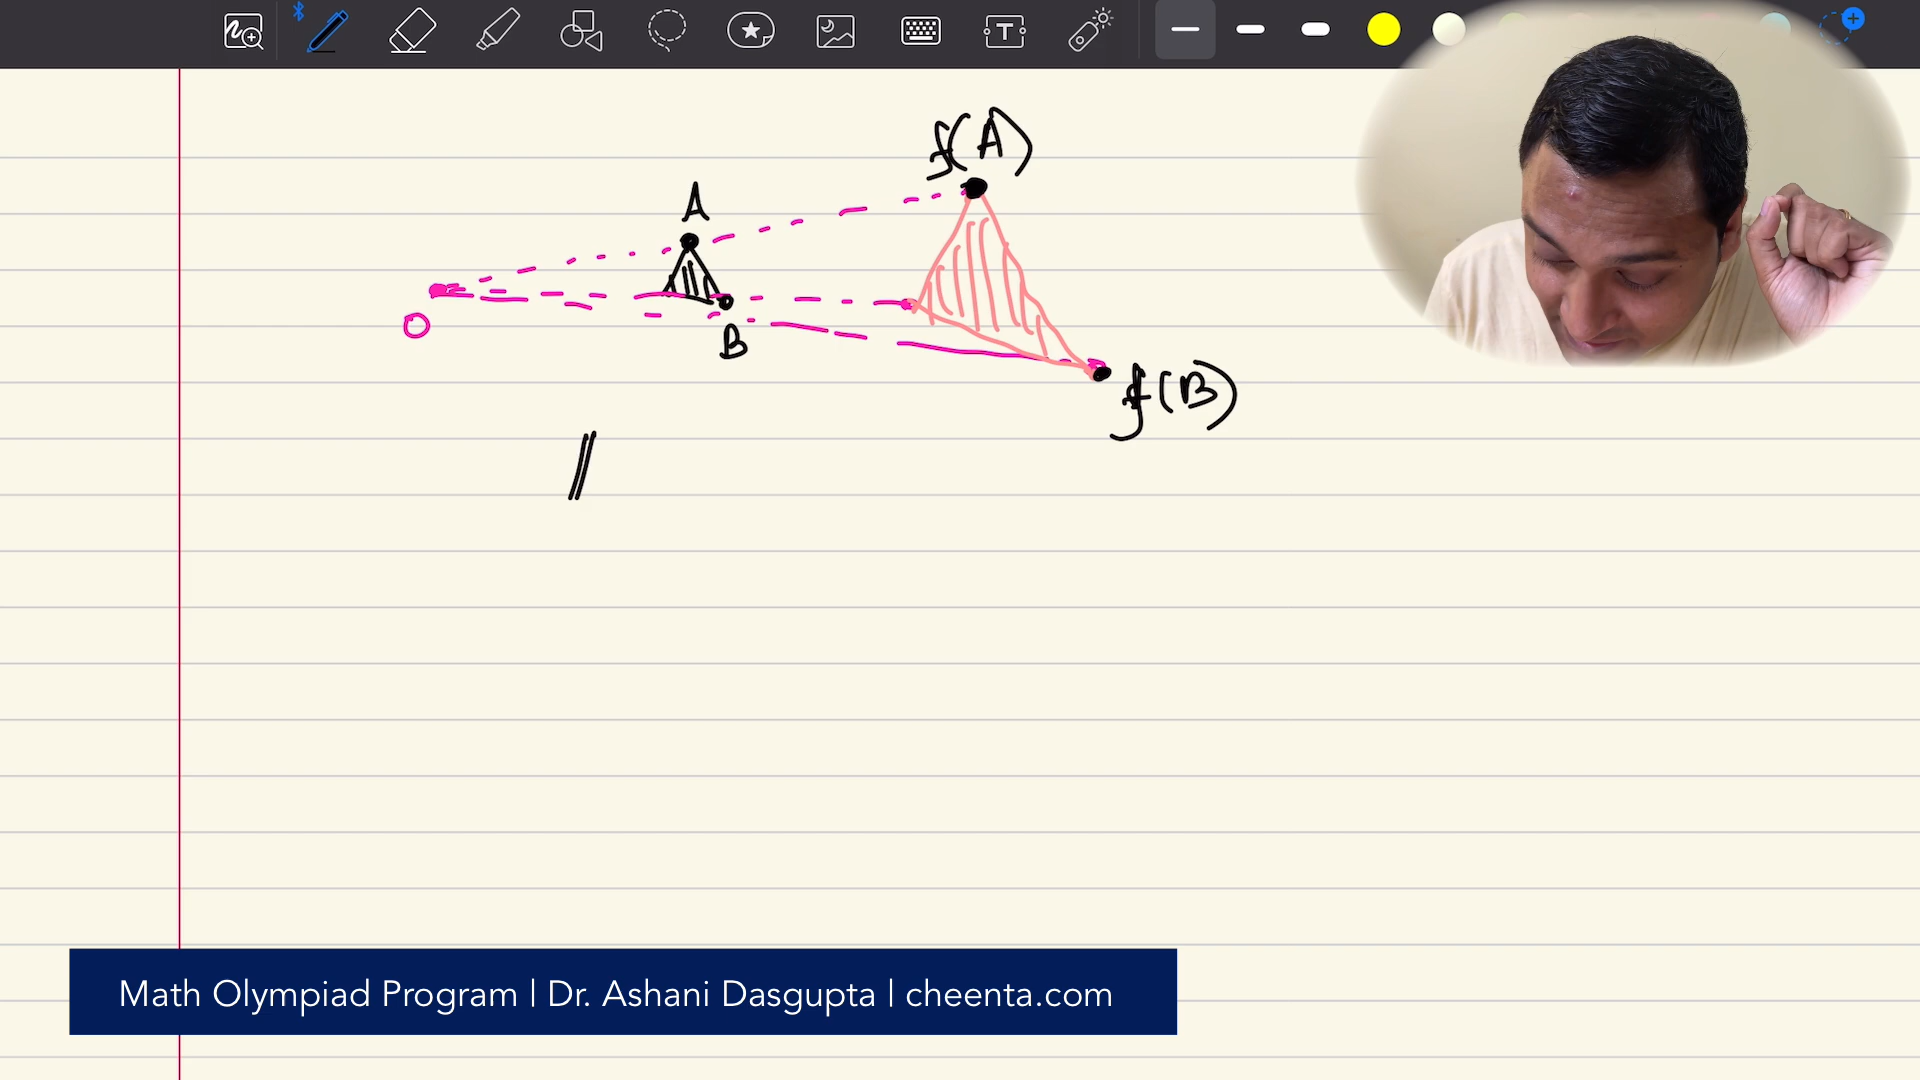 T
f(A)
A
O
B
f(B)
//
Math Olympiad Program | Dr. Ashani Dasgupta | cheenta.com